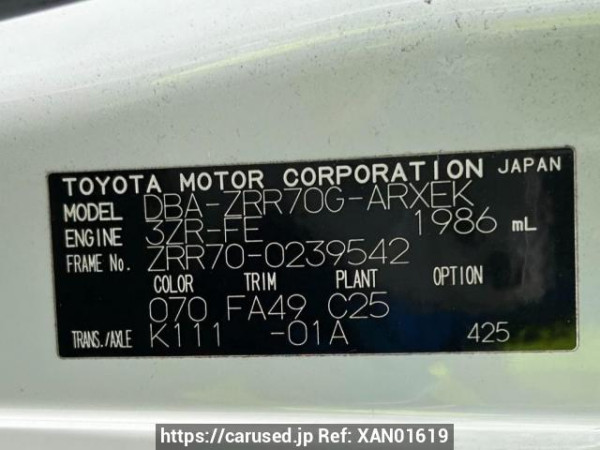 TOYOTA MOTOR CORPORATION JAPAN
MODEL DBA-ZRR70G-ARXEK
ENGINE 3ZR-FE 1986 mL
FRAME No. ZRR70-0239542
COLOR TRIM PLANT OPTION
070 FA49 C25
TRANS./AXLE K111 -01A 425
https://carused.jp Ref: XAN01619